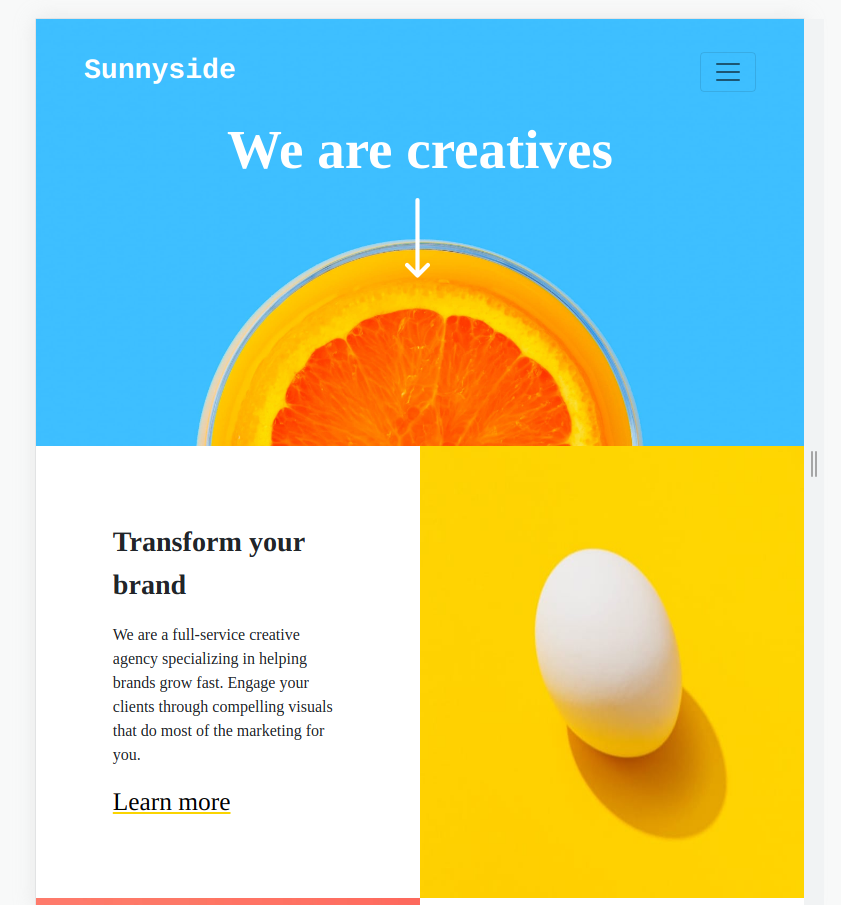 Sunnyside
We are creatives
Transform your
brand
We are a full-service creative
agency specializing in helping
brands grow fast. Engage your
clients through compelling visuals
that do most of the marketing for
you.
Learn more